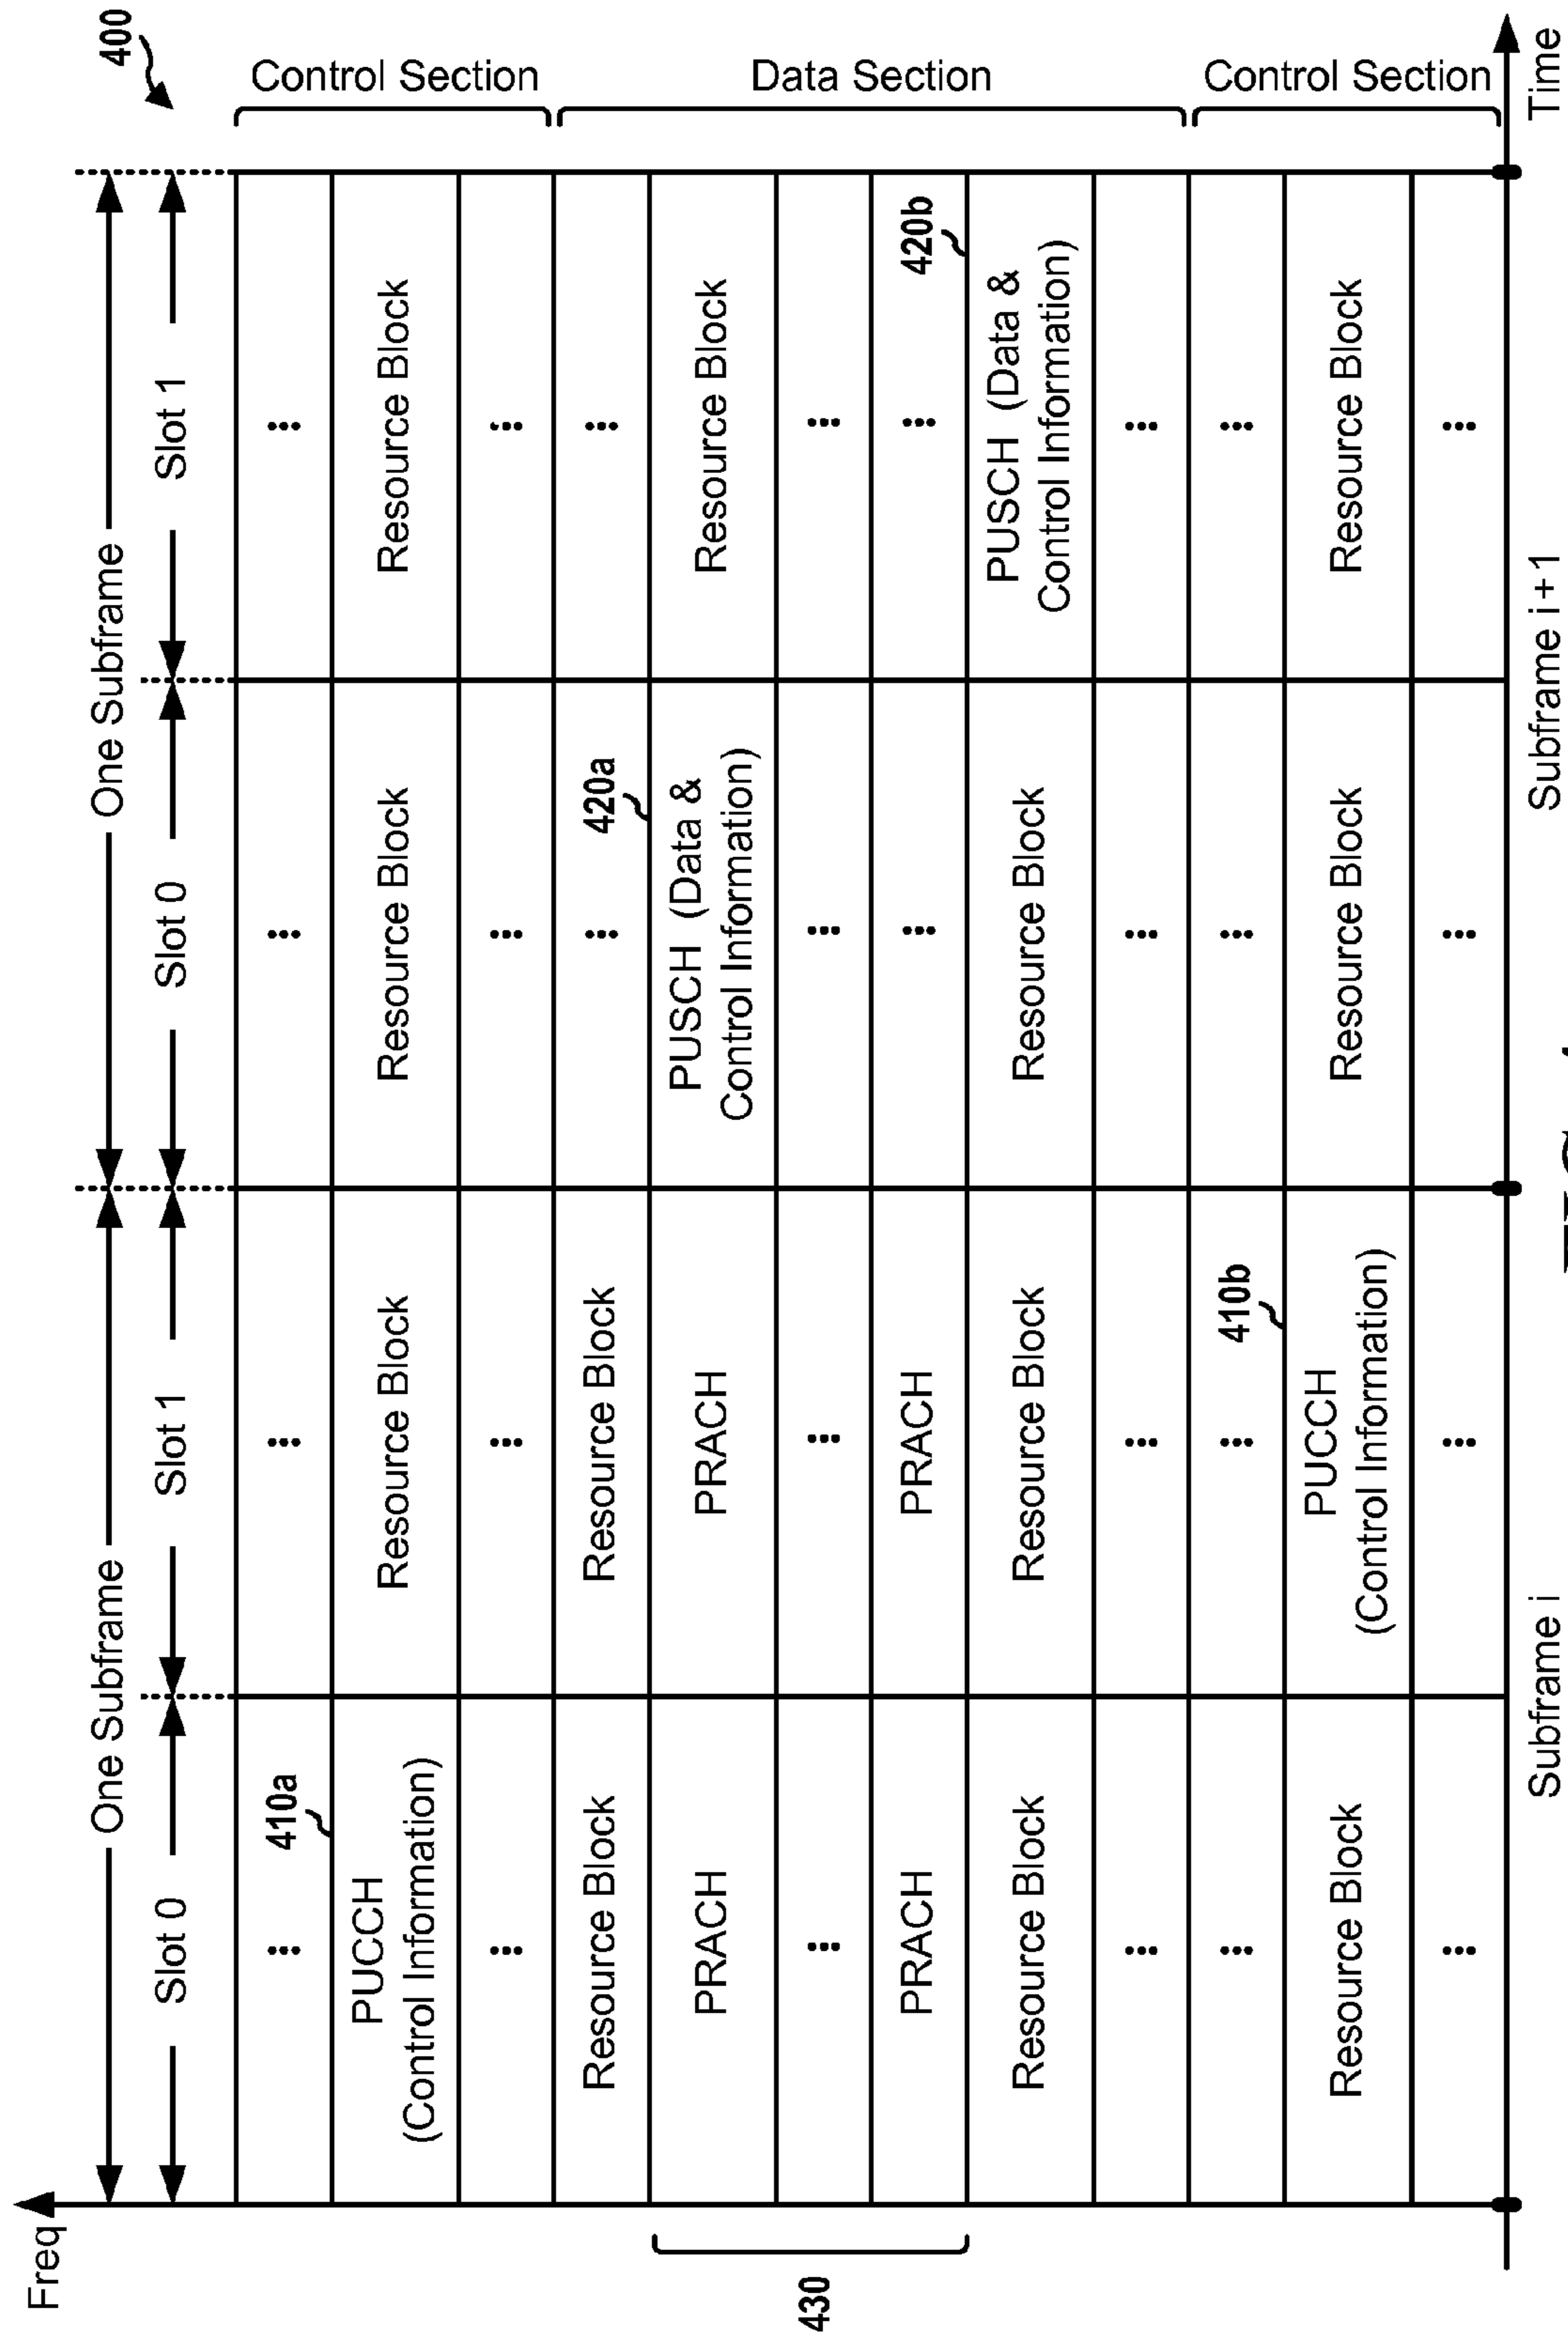 400
Freq
One Subframe
One Subframe
Slot 0
Slot 1
Slot 0
Slot 1
Control Section
410a
PUCCH
(Control Information)
Resource Block
Resource Block
Resource Block
Data Section
Resource Block
Resource Block
420a
PRACH
PRACH
PUSCH (Data &
Control Information)
Resource Block
430
PRACH
PRACH
420b
Resource Block
Resource Block
Resource Block
PUSCH (Data &
Control Information)
Control Section
410b
Resource Block
PUCCH
(Control Information)
Resource Block
Resource Block
Subframe i
Subframe i + 1
Time